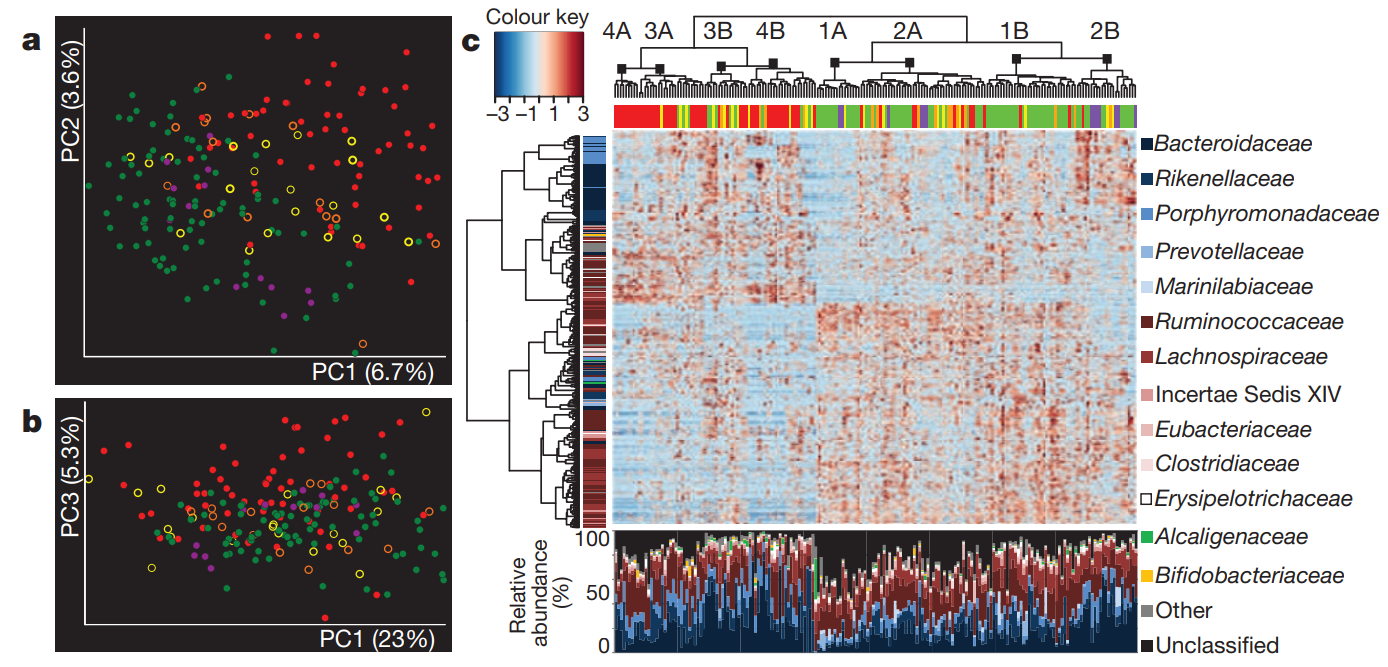 a
PC2 (3.6%)
PC1 (6.7%)
b
PC3 (5.3%)
PC1 (23%)
Colour key
c
−3 −1 1 3
4A 3A 3B 4B 1A 2A 1B 2B
Bacteroidaceae
Rikenellaceae
Porphyromonadaceae
Prevotellaceae
Marinilabiaceae
Ruminococcaceae
Lachnospiraceae
Incertae Sedis XIV
Eubacteriaceae
Clostridiaceae
Erysipelotrichaceae
Alcaligenaceae
Bifidobacteriaceae
Other
Unclassified
Relative
abundance
(%)
100
50
0